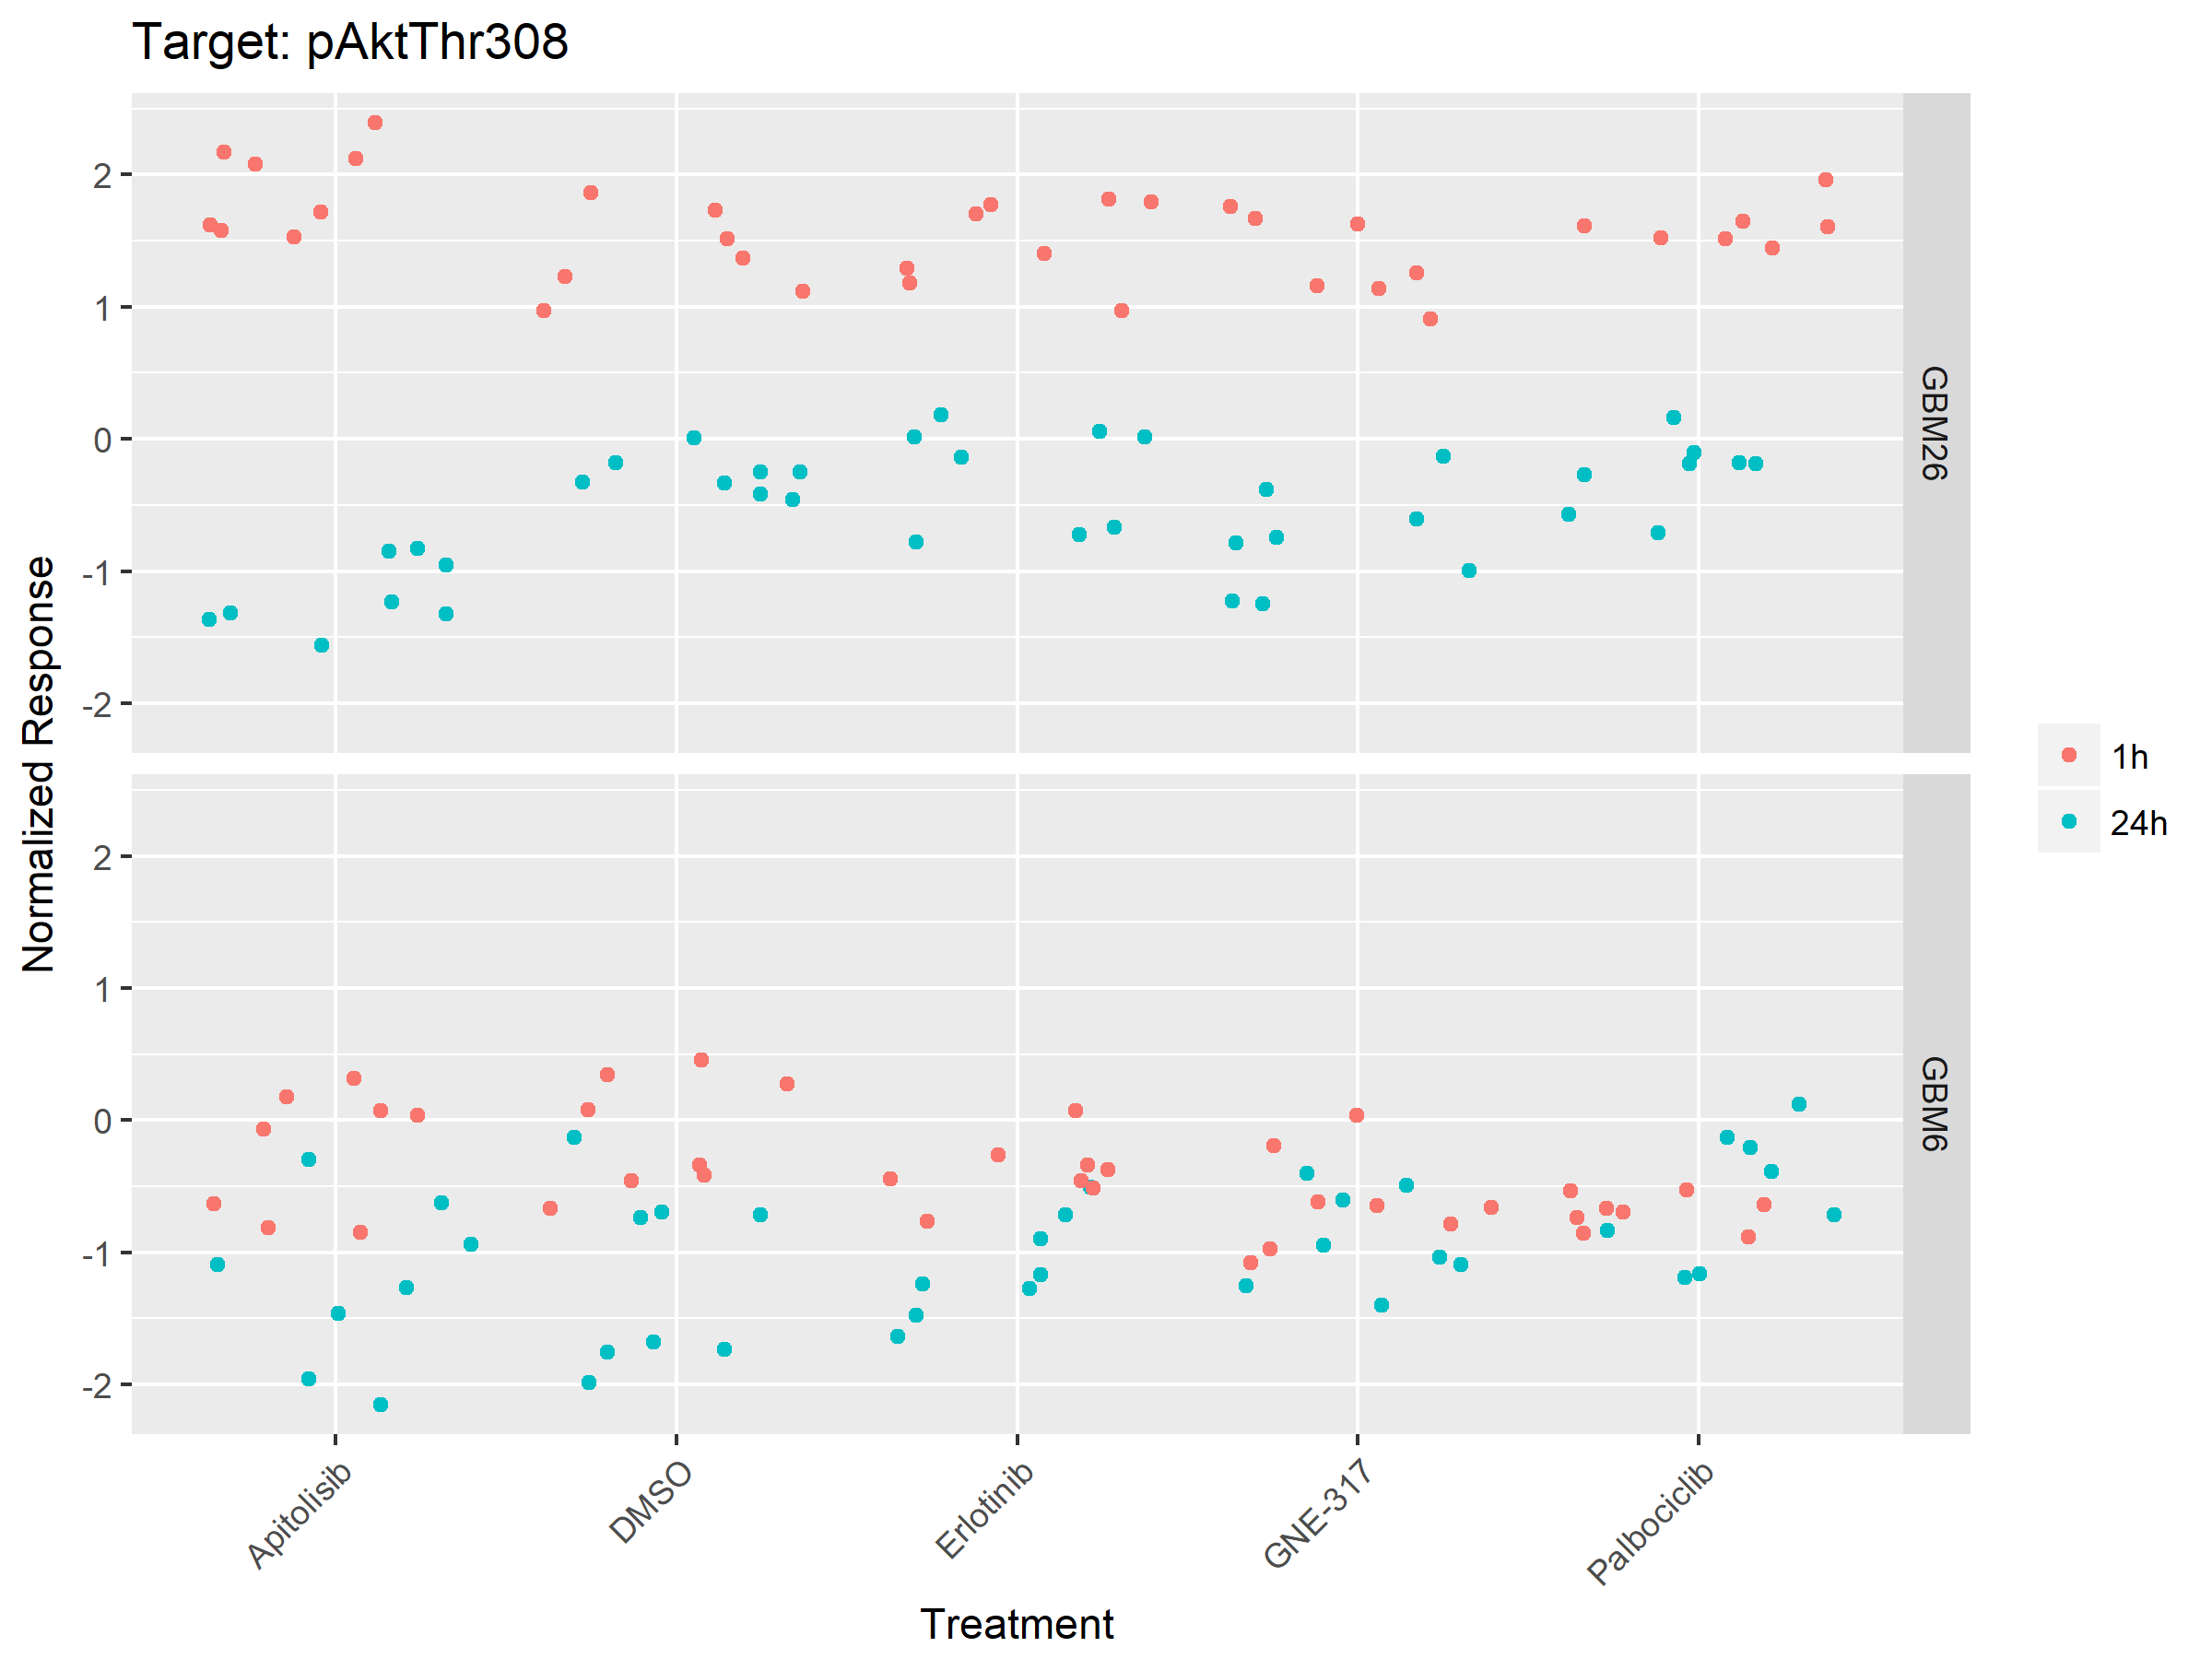 Target: pAktThr308
Normalized Response
2
1
0
-1
-2
GBM26
2
1
0
-1
-2
GBM6
1h
24h
Apitolisib
DMSO
Erlotinib
GNE-317
Palbociclib
Treatment